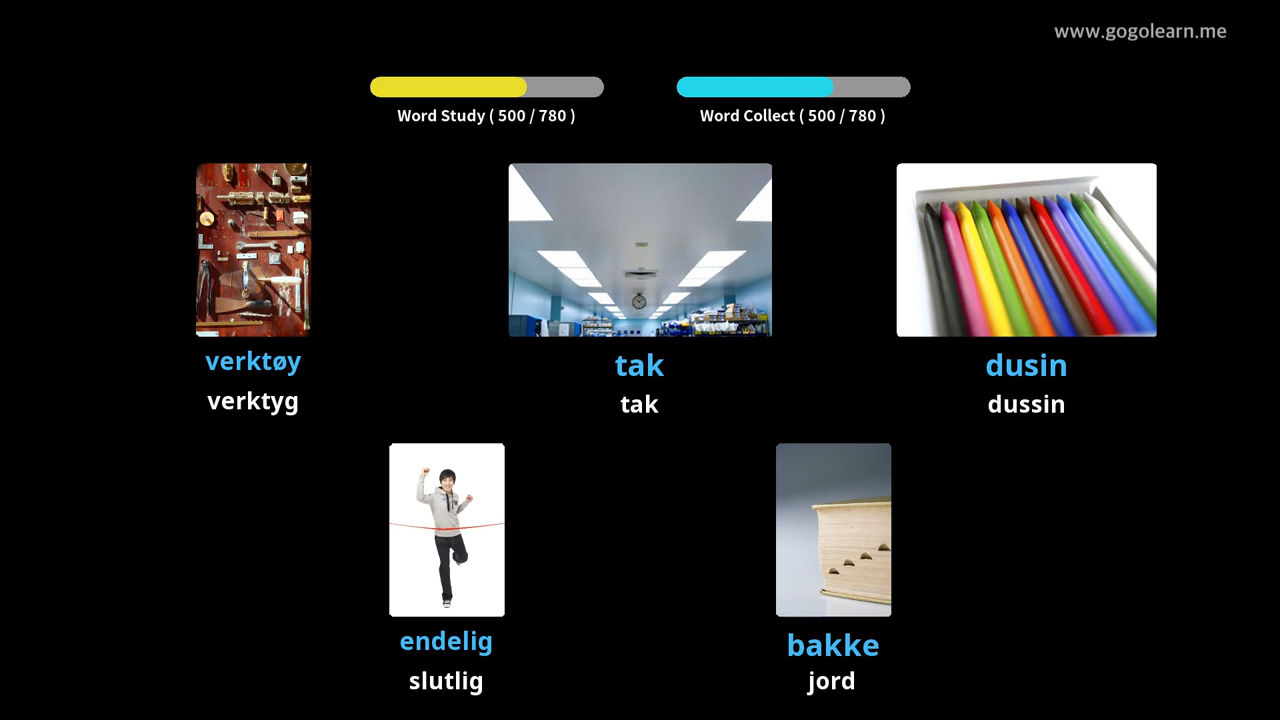 www.gogolearn.me
Word Study ( 500 / 780 )
Word Collect ( 500 / 780 )
verktøy
verktyg
tak
tak
dusin
dussin
endelig
slutlig
bakke
jord